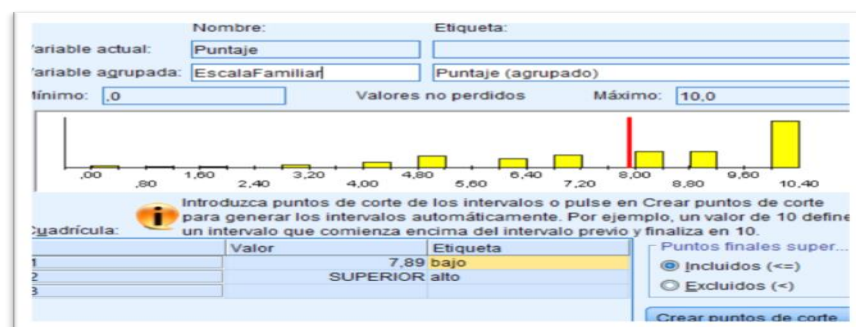 Nombre: Etiqueta:
Variable actual: Puntaje
Variable agrupada: EscalaFamiliar Puntaje (agrupado)
Mínimo: ,0 Valores no perdidos Máximo: 10,0
,00 ,80 1,60 2,40 3,20 4,00 4,80 5,60 6,40 7,20 8,00 8,80 9,60 10,40
Introduzca puntos de corte de los intervalos o pulse en Crear puntos de corte
para generar los intervalos automáticamente. Por ejemplo, un valor de 10 define
Cuadrícula: un intervalo que comienza encima del intervalo previo y finaliza en 10.
Valor Etiqueta Puntos finales super...
1 7,89 bajo Incluidos (<=)
2 SUPERIOR alto Excluidos (<)
3
Crear puntos de corte